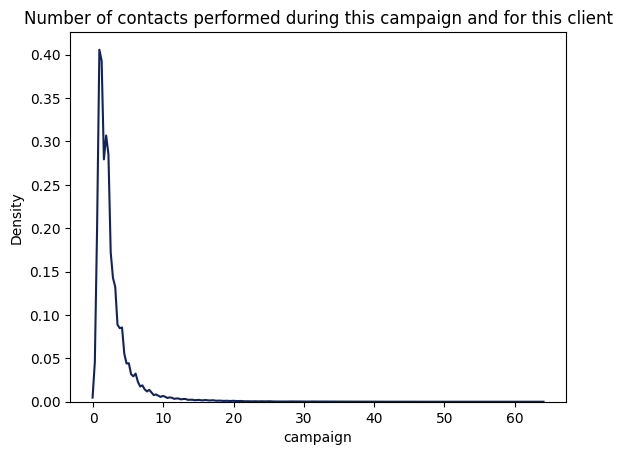 Number of contacts performed during this campaign and for this client
0.40
0.35
0.30
0.25
0.20
0.15
0.10
0.05
0.00
Density
0 10 20 30 40 50 60
campaign